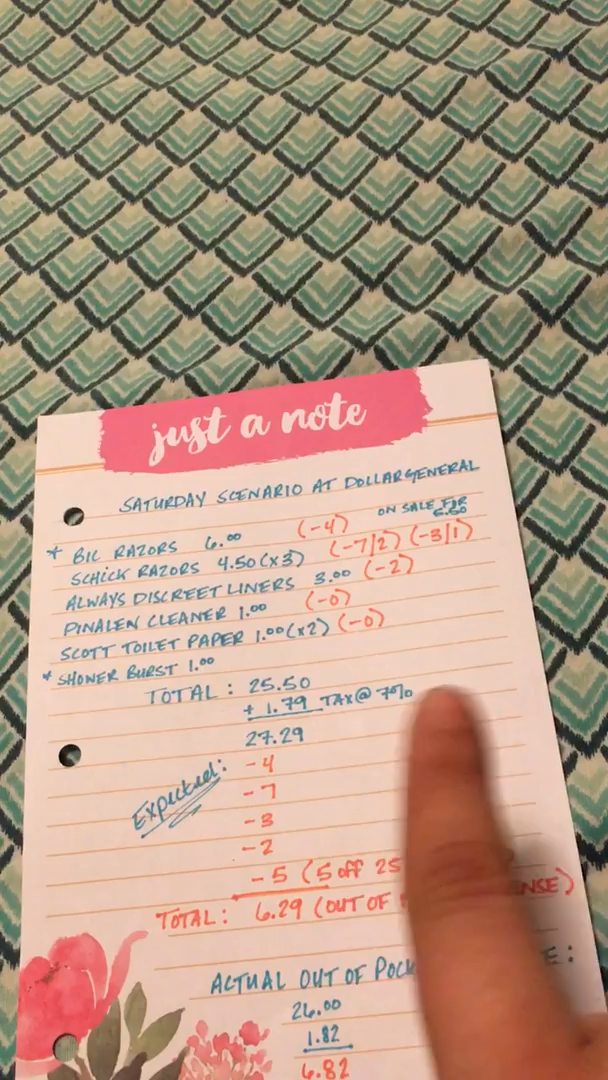 just a note
SATURDAY SCENARIO AT DOLLARGENERAL
ON SALE FOR
* BIC RAZORS 6.00 (-4) 5.50
SCHICK RAZORS 4.50 (x3) (-7/2) (-3/1)
ALWAYS DISCREET LINERS 3.00 (-2)
PINALEN CLEANER 1.00 (-0)
SCOTT TOILET PAPER 1.00 (x2) (-0)
* SHOWER BURST 1.00
TOTAL: 25.50
+ 1.79 TAX @ 7%
27.29
Expected: -4
-7
-3
-2
-5 (5 off 25
TOTAL: 6.29 (OUT OF
ACTUAL OUT OF
26.00
1.82
6.82